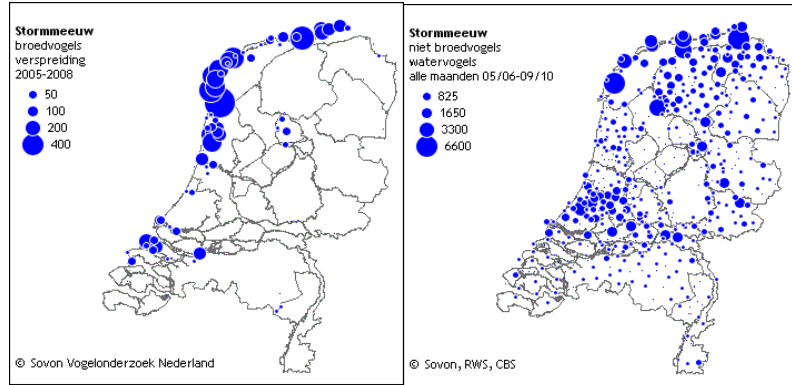 Stormmeeuw
broedvogels
verspreiding
2005-2008
50
100
200
400
© Sovon Vogelonderzoek Nederland
Stormmeeuw
niet broedvogels
watervogels
alle maanden 05/06-09/10
825
1650
3300
6600
© Sovon, RWS, CBS